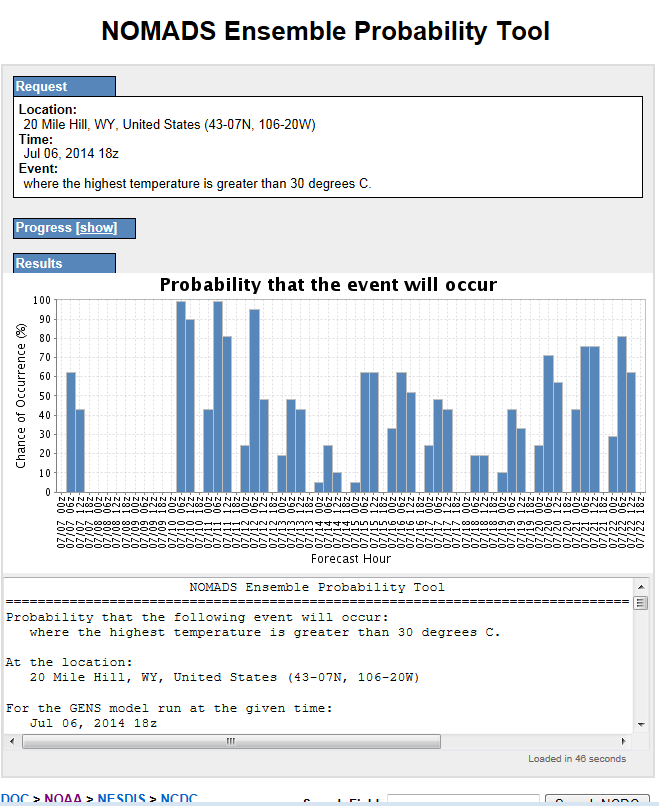 NOMADS Ensemble Probability Tool
Request
Location:
20 Mile Hill, WY, United States (43-07N, 106-20W)
Time:
Jul 06, 2014 18z
Event:
where the highest temperature is greater than 30 degrees C.
Progress [show]
Results
Probability that the event will occur
Chance of Occurrence (%)
100
90
80
70
60
50
40
30
20
10
0
07/07 00z
07/07 06z
07/07 12z
07/07 18z
07/08 00z
07/08 06z
07/08 12z
07/08 18z
07/09 00z
07/09 06z
07/09 12z
07/09 18z
07/10 00z
07/10 06z
07/10 12z
07/10 18z
07/11 00z
07/11 06z
07/11 12z
07/11 18z
07/12 00z
07/12 06z
07/12 12z
07/12 18z
07/13 00z
07/13 06z
07/13 12z
07/13 18z
07/14 00z
07/14 06z
07/14 12z
07/14 18z
07/15 00z
07/15 06z
07/15 12z
07/15 18z
07/16 00z
07/16 06z
07/16 12z
07/16 18z
07/17 00z
07/17 06z
07/17 12z
07/17 18z
07/18 00z
07/18 06z
07/18 12z
07/18 18z
07/19 00z
07/19 06z
07/19 12z
07/19 18z
07/20 00z
07/20 06z
07/20 12z
07/20 18z
07/21 00z
07/21 06z
07/21 12z
07/21 18z
07/22 00z
07/22 06z
07/22 12z
07/22 18z
Forecast Hour
NOMADS Ensemble Probability Tool
==============================================================================
Probability that the following event will occur:
where the highest temperature is greater than 30 degrees C.
At the location:
20 Mile Hill, WY, United States (43-07N, 106-20W)
For the GENS model run at the given time:
Jul 06, 2014 18z
Loaded in 46 seconds
DOC > NOAA > NESDIS > NCDC
Search Field:
Search NCDC